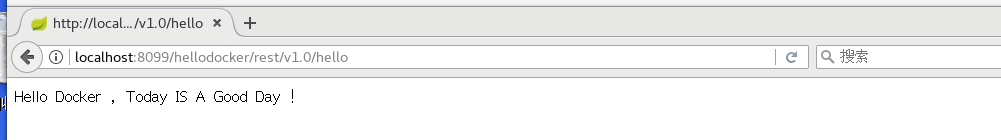 http://local.../v1.0/hello
localhost:8099/hellodocker/rest/v1.0/hello
搜索
Hello Docker , Today IS A Good Day !